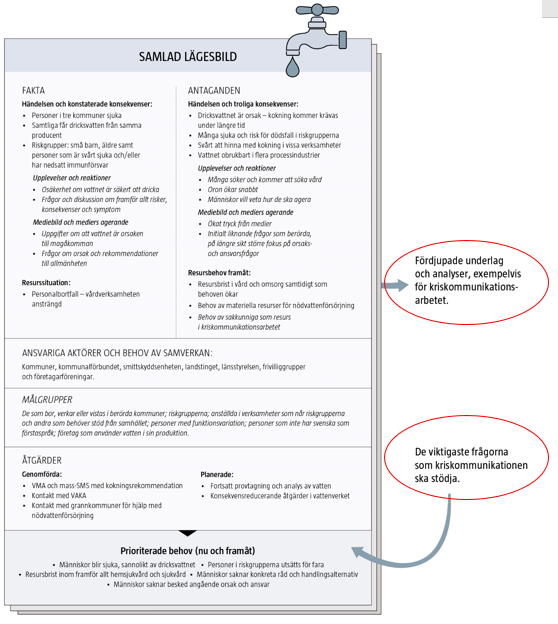 SAMLAD LÄGESBILD
FAKTA
Händelsen och konstaterade konsekvenser:
• Personer i tre kommuner sjuka
• Samtliga får dricksvatten från samma
producent
• Riskgrupper: små barn, äldre samt
personer som är svårt sjuka och/eller
har nedsatt immunförsvar
Upplevelser och reaktioner
• Osäkerhet om vattnet är säkert att dricka
• Frågor och diskussion om framför allt risker,
konsekvenser och symptom
Mediebild och mediers agerande
• Uppgifter om att vattnet är orsaken
till magåkomman
• Frågor om orsak och rekommendationer
till allmänheten
Resurssituation:
• Personalbortfall – vårdverksamheten
ansträngd
ANTAGANDEN
Händelsen och troliga konsekvenser:
• Dricksvattnet är orsak – kokning kommer krävas
under längre tid
• Många sjuka och risk för dödsfall i riskgrupperna
• Svårt att hinna med kokning i vissa verksamheter
• Vattnet obrukbart i flera processindustrier
Upplevelser och reaktioner
• Många söker och kommer att söka vård
• Oron ökar snabbt
• Människor vill veta hur de ska agera
Mediebild och mediers agerande
• Ökat tryck från medier
• Initialt liknande frågor som berörda,
på längre sikt större fokus på orsaks-
och ansvarsfrågor
Resursbehov framåt:
• Resursbrist i vård och omsorg samtidigt som
behoven ökar
• Behov av materiella resurser för nödvattenförsörjning
• Behov av sakkunniga som resurs
i kriskommunikationsarbetet
ANSVARIGA AKTÖRER OCH BEHOV AV SAMVERKAN:
Kommuner, kommunalförbundet, smittskyddsenheten, landstinget, länsstyrelsen, frivilliggrupper
och företagarföreningar.
MÅLGRUPPER
De som bor, verkar eller vistas i berörda kommuner; riskgrupperna; anställda i verksamheter som når riskgrupperna
och andra som behöver stöd från samhället; personer med funktionsvariation; personer som inte har svenska som
förstaspråk; företag som använder vatten i sin produktion.
ÅTGÄRDER
Genomförda:
• VMA och mass-SMS med kokningsrekommendation
• Kontakt med VAKA
• Kontakt med grannkommuner för hjälp med
nödvattenförsörjning
Planerade:
• Fortsatt provtagning och analys av vatten
• Konsekvensreducerande åtgärder i vattenverket
Prioriterade behov (nu och framåt)
• Människor blir sjuka, sannolikt av dricksvattnet • Personer i riskgrupperna utsätts för fara
• Resursbrist inom framför allt hemsjukvård och sjukvård • Människor saknar konkreta råd och handlingsalternativ
• Människor saknar besked angående orsak och ansvar
Fördjupade underlag
och analyser, exempelvis
för kriskommunikations-
arbetet.
De viktigaste frågorna
som kriskommunikationen
ska stödja.